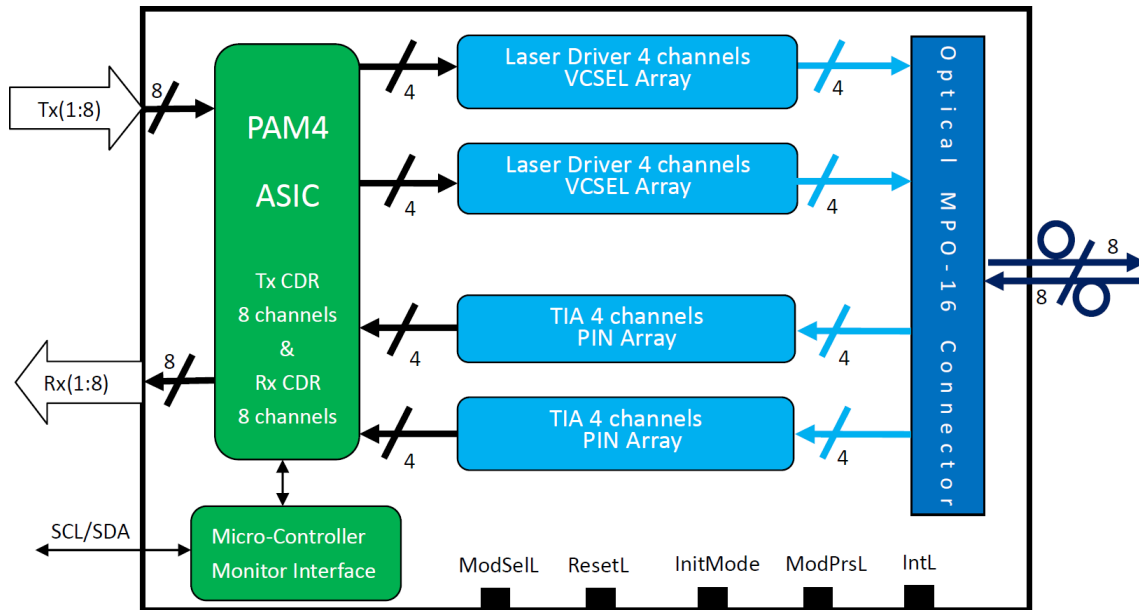 Tx(1:8)
8
PAM4
ASIC
Tx CDR
8 channels
&
Rx CDR
8 channels
4
Laser Driver 4 channels
VCSEL Array
4
4
Laser Driver 4 channels
VCSEL Array
4
4
TIA 4 channels
PIN Array
4
4
TIA 4 channels
PIN Array
4
Optical MPO-16 Connector
8
8
Rx(1:8)
8
SCL/SDA
Micro-Controller
Monitor Interface
ModSelL
ResetL
InitMode
ModPrsL
IntL